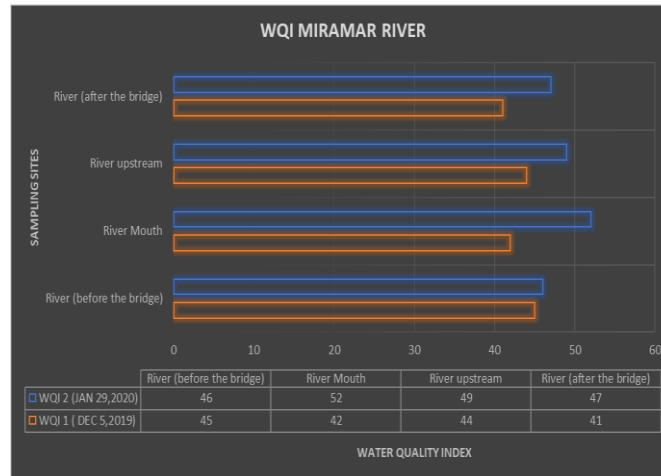 WQI MIRAMAR RIVER
SAMPLING SITES
River (after the bridge)
River upstream
River Mouth
River (before the bridge)
0 10 20 30 40 50 60
River (before the bridge) River Mouth River upstream River (after the bridge)
WQI 2 (JAN 29,2020) 46 52 49 47
WQI 1 ( DEC 5,2019) 45 42 44 41
WATER QUALITY INDEX